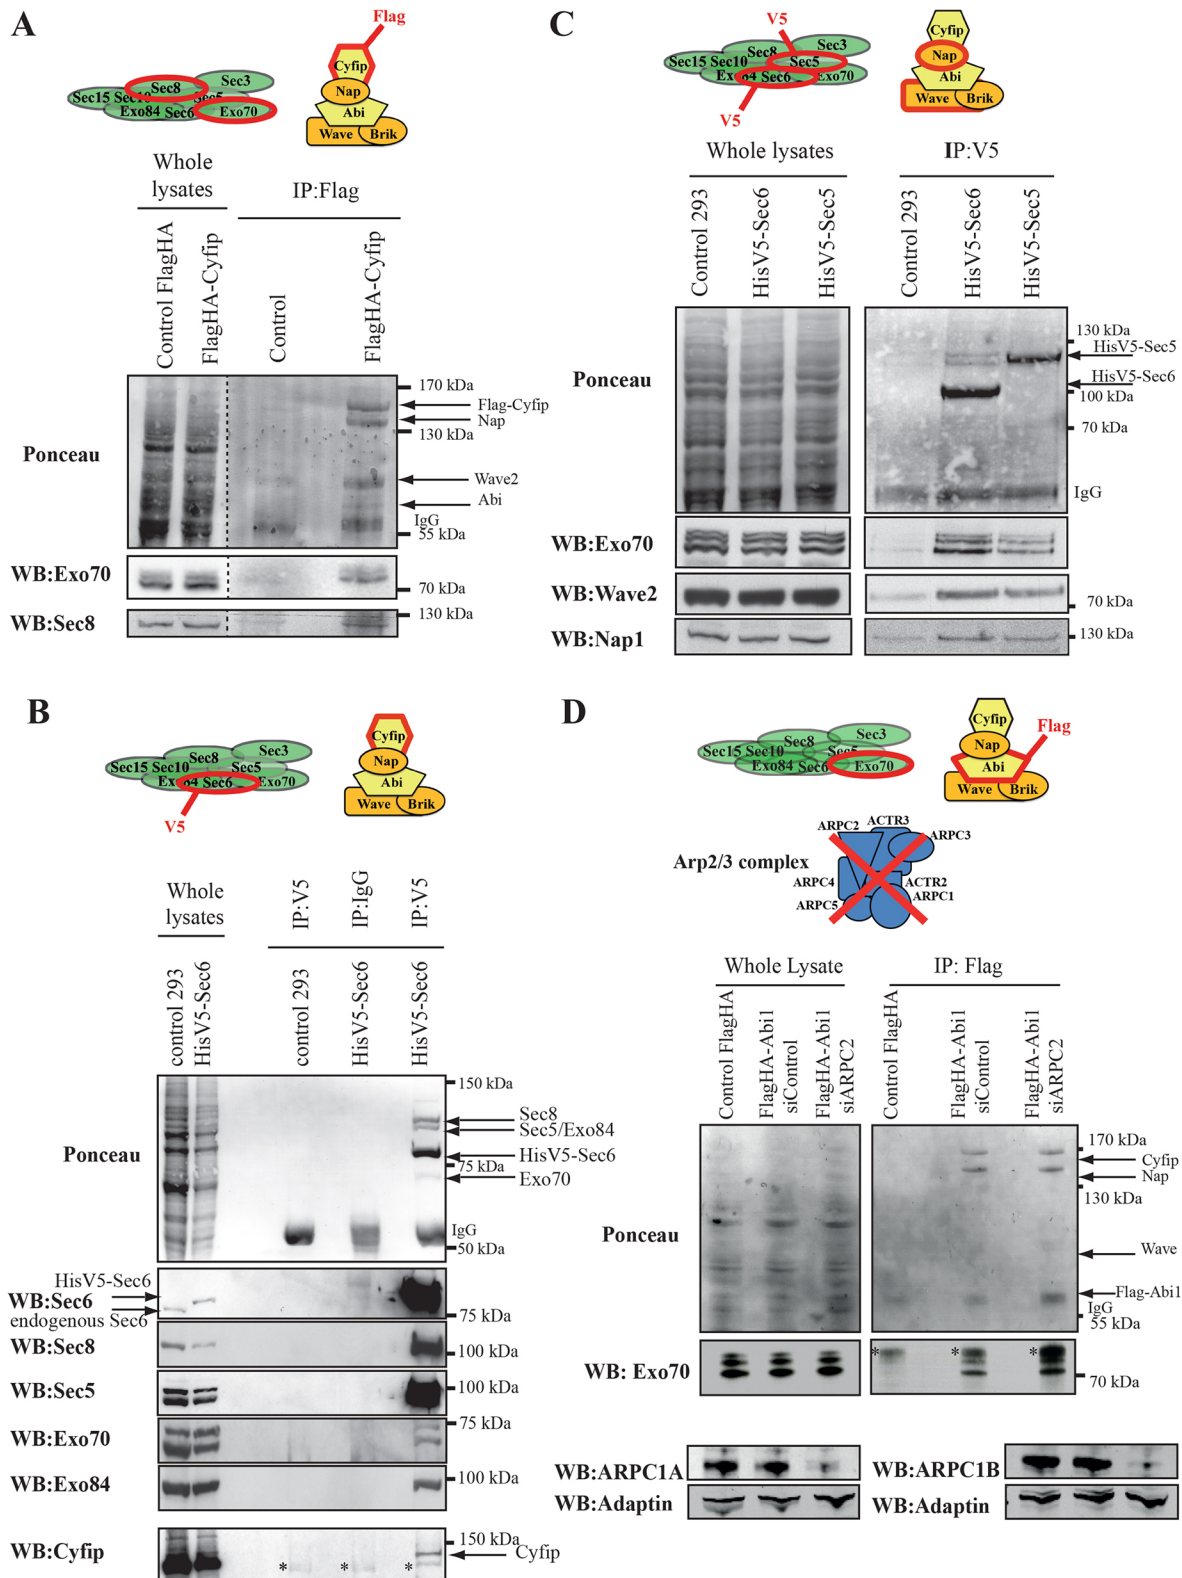 A
Flag
Cyfip
Nap
Abi
Wave Brik
Sec8 Sec3
Sec15 Sec10 Sec5
Exo84 Sec6 Exo70
Whole
lysates
IP:Flag
Control FlagHA
FlagHA-Cyfip
Control
FlagHA-Cyfip
Ponceau
170 kDa
Flag-Cyfip
Nap
130 kDa
Wave2
Abi
IgG
55 kDa
WB:Exo70
70 kDa
WB:Sec8
130 kDa
B
Sec8 Sec3
Sec15 Sec10 Sec5
Exo84 Sec6 Exo70
V5
Cyfip
Nap
Abi
Wave Brik
Whole
lysates
IP:V5
IP:IgG
IP:V5
control 293
HisV5-Sec6
control 293
HisV5-Sec6
HisV5-Sec6
Ponceau
150 kDa
Sec8
Sec5/Exo84
HisV5-Sec6
75 kDa
Exo70
IgG
50 kDa
HisV5-Sec6
WB:Sec6
endogenous Sec6
75 kDa
WB:Sec8
100 kDa
WB:Sec5
100 kDa
75 kDa
WB:Exo70
WB:Exo84
100 kDa
WB:Cyfip
150 kDa
Cyfip
* * *
C
V5
Sec8 Sec3
Sec15 Sec10 Sec5
Exo84 Sec6 Exo70
V5
Cyfip
Nap
Abi
Wave Brik
Whole lysates
IP:V5
Control 293
HisV5-Sec6
HisV5-Sec5
Control 293
HisV5-Sec6
HisV5-Sec5
Ponceau
130 kDa
HisV5-Sec5
HisV5-Sec6
100 kDa
70 kDa
IgG
WB:Exo70
WB:Wave2
70 kDa
WB:Nap1
130 kDa
D
Sec8 Sec3
Sec15 Sec10 Sec5
Exo84 Sec6 Exo70
Cyfip
Flag
Nap
Abi
Wave Brik
Arp2/3 complex
ARPC2
ACTR3
ARPC3
ARPC4
ACTR2
ARPC5
ARPC1
Whole Lysate
IP: Flag
Control FlagHA
FlagHA-Abi1
siControl
FlagHA-Abi1
siARPC2
Control FlagHA
FlagHA-Abi1
siControl
FlagHA-Abi1
siARPC2
Ponceau
170 kDa
Cyfip
Nap
130 kDa
Wave
Flag-Abi1
IgG
55 kDa
WB: Exo70
* * *
70 kDa
WB:ARPC1A
WB:Adaptin
WB:ARPC1B
WB:Adaptin